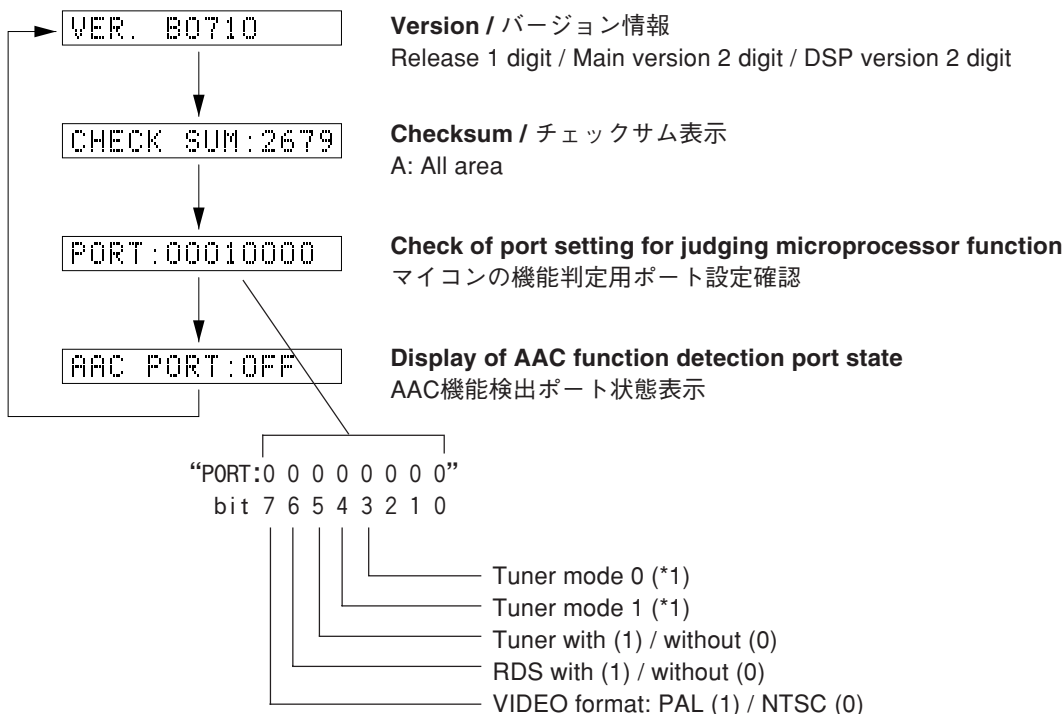 VER. B0710
Version / バージョン情報
Release 1 digit / Main version 2 digit / DSP version 2 digit
CHECK SUM:2679
Checksum / チェックサム表示
A: All area
PORT:00010000
Check of port setting for judging microprocessor function
マイコンの機能判定用ポート設定確認
AAC PORT:OFF
Display of AAC function detection port state
AAC機能検出ポート状態表示
“PORT:0 0 0 0 0 0 0 0”
bit 7 6 5 4 3 2 1 0
Tuner mode 0 (*1)
Tuner mode 1 (*1)
Tuner with (1) / without (0)
RDS with (1) / without (0)
VIDEO format: PAL (1) / NTSC (0)